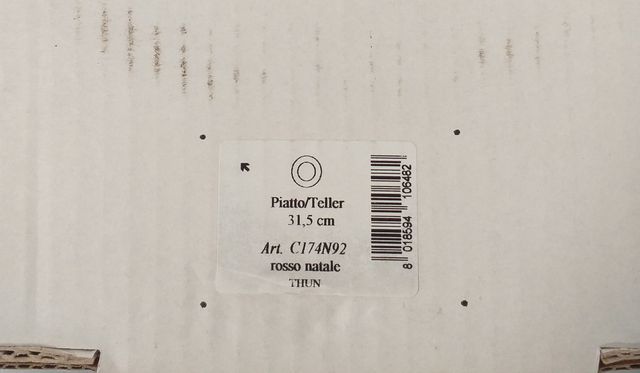 Piatto/Teller
31,5 cm
Art. C174N92
rosso natale
THUN
8 018594 106482